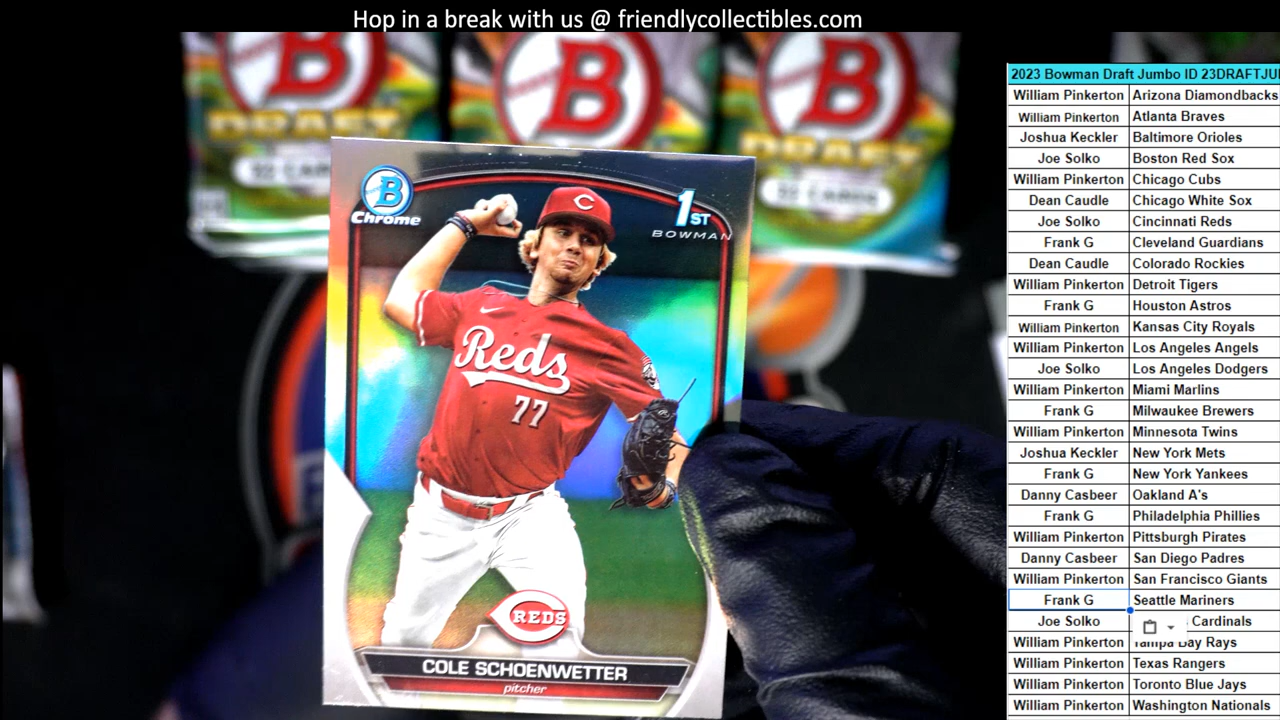 Hop in a break with us @ friendlycollectibles.com
2023 Bowman Draft Jumbo ID 23DRAFTJU
William Pinkerton Arizona Diamondbacks
William Pinkerton Atlanta Braves
Joshua Keckler Baltimore Orioles
Joe Solko Boston Red Sox
William Pinkerton Chicago Cubs
Dean Caudle Chicago White Sox
Joe Solko Cincinnati Reds
Frank G Cleveland Guardians
Dean Caudle Colorado Rockies
William Pinkerton Detroit Tigers
Frank G Houston Astros
William Pinkerton Kansas City Royals
William Pinkerton Los Angeles Angels
Joe Solko Los Angeles Dodgers
William Pinkerton Miami Marlins
Frank G Milwaukee Brewers
William Pinkerton Minnesota Twins
Joshua Keckler New York Mets
Frank G New York Yankees
Danny Casbeer Oakland A's
Frank G Philadelphia Phillies
William Pinkerton Pittsburgh Pirates
Danny Casbeer San Diego Padres
William Pinkerton San Francisco Giants
Frank G Seattle Mariners
Joe Solko Cardinals
William Pinkerton Tampa Bay Rays
William Pinkerton Texas Rangers
William Pinkerton Toronto Blue Jays
William Pinkerton Washington Nationals
B B B
DRAFT DRAFT DRAFT
B
Chrome
1ST
BOWMAN
C
Reds
77
REDS
COLE SCHOENWETTER
pitcher